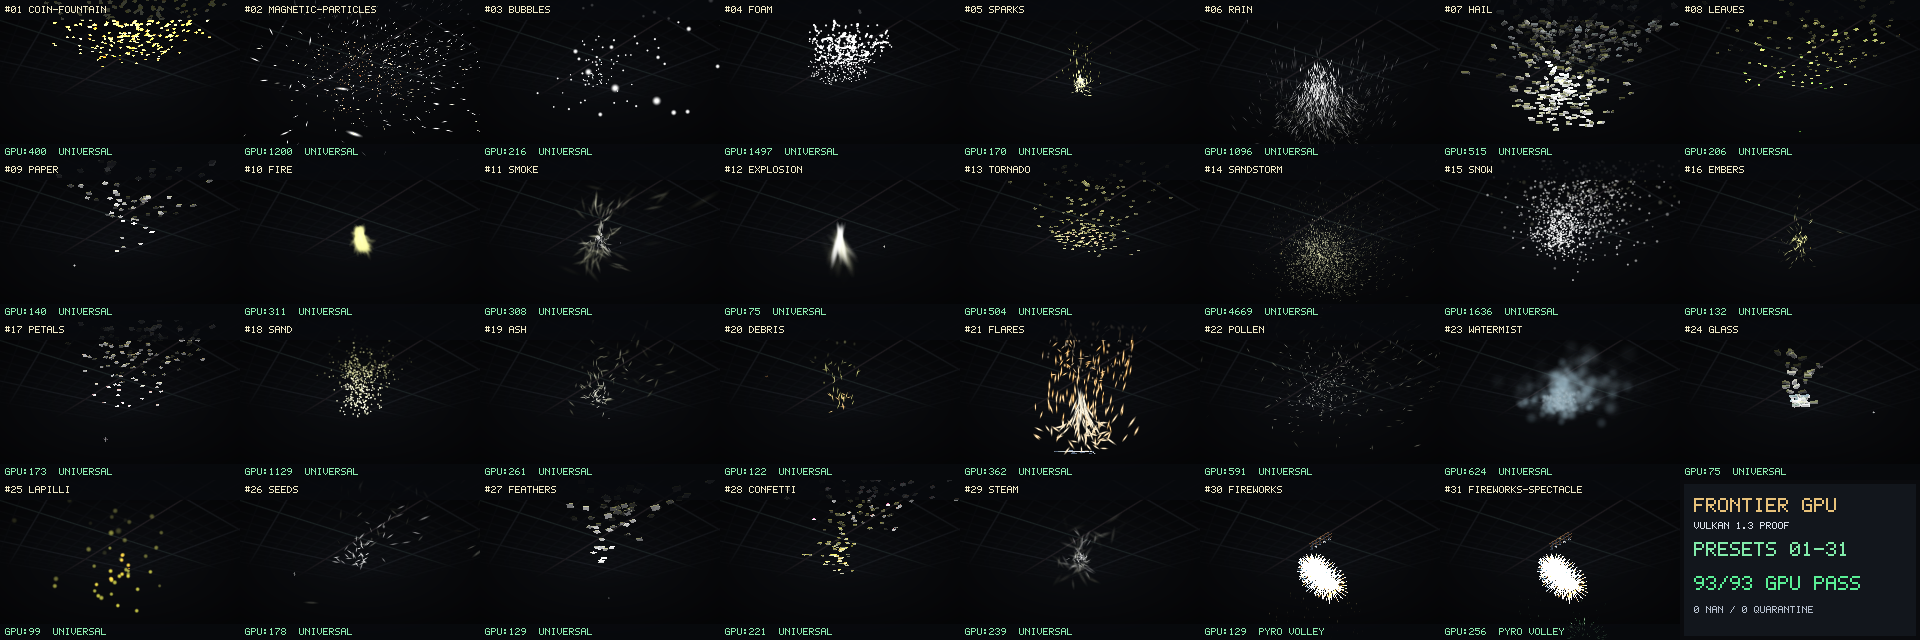 #01 COIN-FOUNTAIN
#02 MAGNETIC-PARTICLES
#03 BUBBLES
#04 FOAM
#05 SPARKS
#06 RAIN
#07 HAIL
#08 LEAVES
GPU:400 UNIVERSAL
GPU:1200 UNIVERSAL
GPU:216 UNIVERSAL
GPU:1497 UNIVERSAL
GPU:170 UNIVERSAL
GPU:1096 UNIVERSAL
GPU:515 UNIVERSAL
GPU:206 UNIVERSAL
#09 PAPER
#10 FIRE
#11 SMOKE
#12 EXPLOSION
#13 TORNADO
#14 SANDSTORM
#15 SNOW
#16 EMBERS
GPU:140 UNIVERSAL
GPU:311 UNIVERSAL
GPU:308 UNIVERSAL
GPU:75 UNIVERSAL
GPU:504 UNIVERSAL
GPU:4669 UNIVERSAL
GPU:1636 UNIVERSAL
GPU:132 UNIVERSAL
#17 PETALS
#18 SAND
#19 ASH
#20 DEBRIS
#21 FLARES
#22 POLLEN
#23 WATERMIST
#24 GLASS
GPU:173 UNIVERSAL
GPU:1129 UNIVERSAL
GPU:261 UNIVERSAL
GPU:122 UNIVERSAL
GPU:362 UNIVERSAL
GPU:591 UNIVERSAL
GPU:624 UNIVERSAL
GPU:75 UNIVERSAL
#25 LAPILLI
#26 SEEDS
#27 FEATHERS
#28 CONFETTI
#29 STEAM
#30 FIREWORKS
#31 FIREWORKS-SPECTACLE
GPU:99 UNIVERSAL
GPU:178 UNIVERSAL
GPU:129 UNIVERSAL
GPU:221 UNIVERSAL
GPU:239 UNIVERSAL
GPU:129 PYRO VOLLEY
GPU:256 PYRO VOLLEY
FRONTIER GPU
VULKAN 1.3 PROOF
PRESETS 01-31
93/93 GPU PASS
0 NAN / 0 QUARANTINE